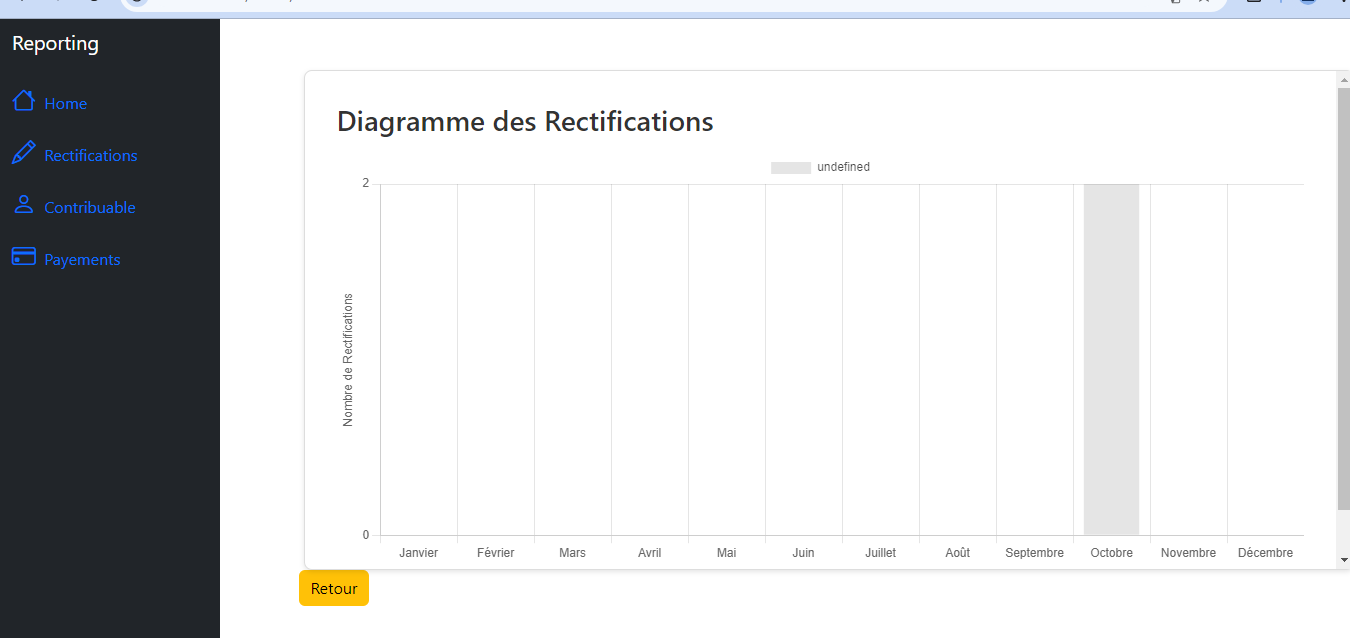 Reporting
Home
Rectifications
Contribuable
Payements
Diagramme des Rectifications
undefined
2
Nombre de Rectifications
0
Janvier Février Mars Avril Mai Juin Juillet Août Septembre Octobre Novembre Décembre
Retour